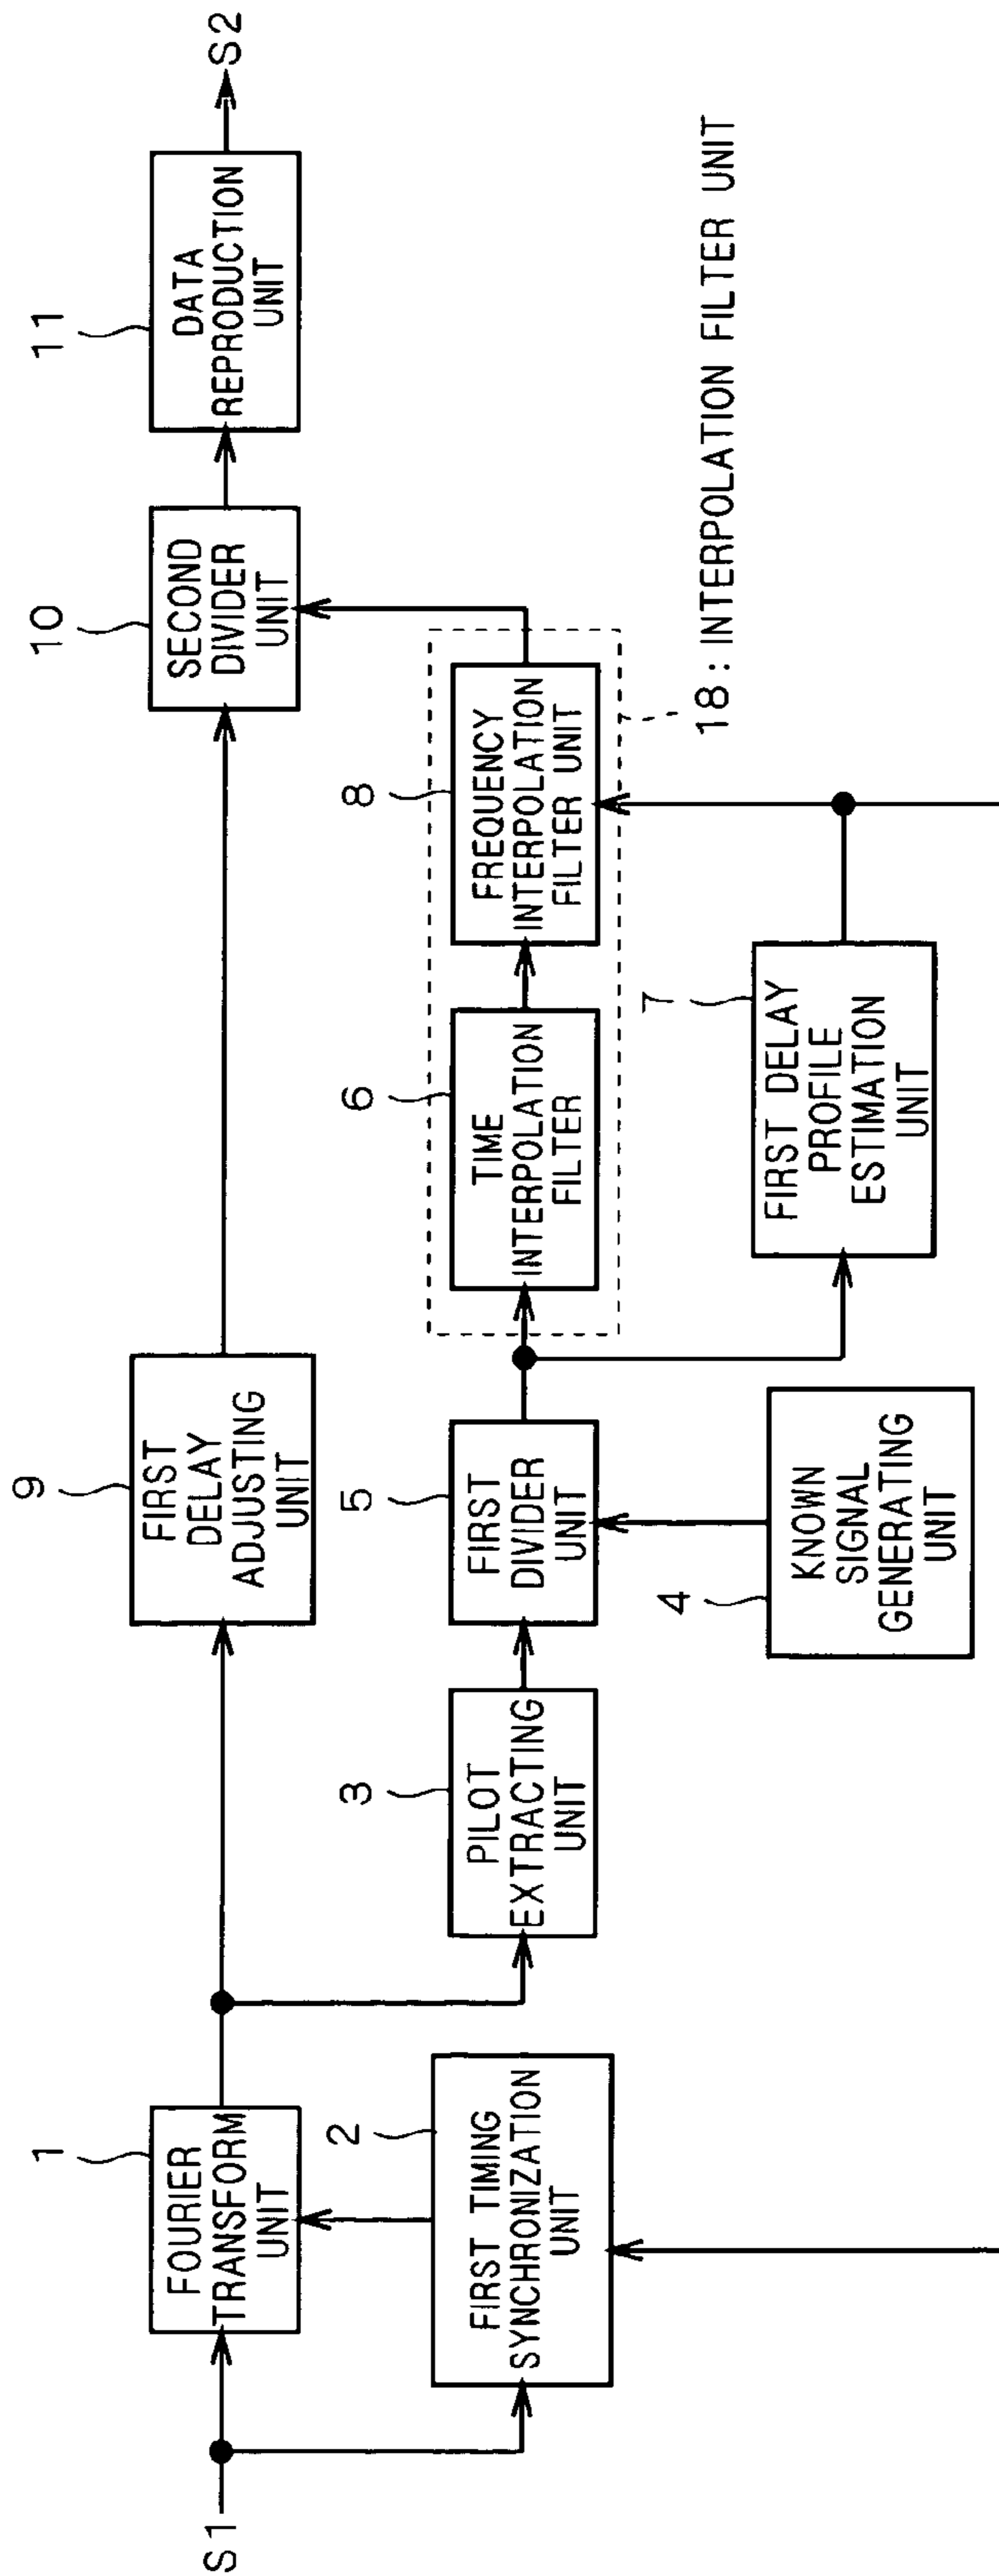 S1
1
FOURIER
TRANSFORM
UNIT
2
FIRST TIMING
SYNCHRONIZATION
UNIT
3
PILOT
EXTRACTING
UNIT
4
KNOWN
SIGNAL
GENERATING
UNIT
5
FIRST
DIVIDER
UNIT
9
FIRST
DELAY
ADJUSTING
UNIT
6
TIME
INTERPOLATION
FILTER
7
FIRST DELAY
PROFILE
ESTIMATION
UNIT
8
FREQUENCY
INTERPOLATION
FILTER UNIT
18: INTERPOLATION FILTER UNIT
10
SECOND
DIVIDER
UNIT
11
DATA
REPRODUCTION
UNIT
S2